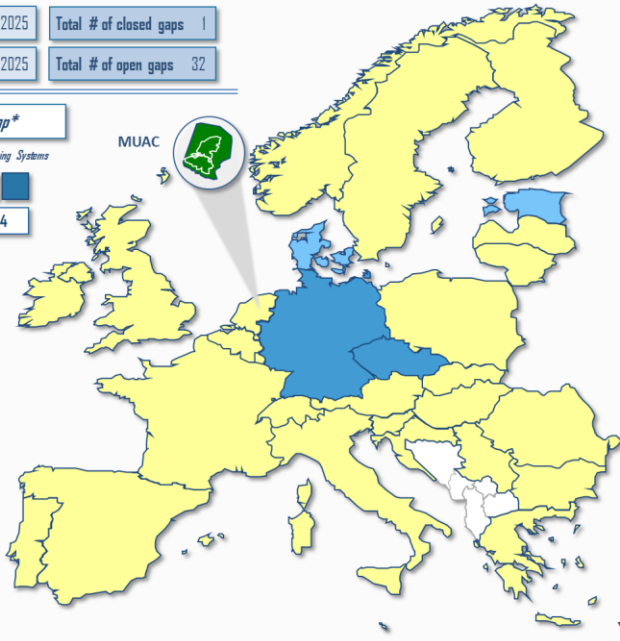 2025
Total # of closed gaps 1
2025
Total # of open gaps 32
ing Systems
4
MUAC